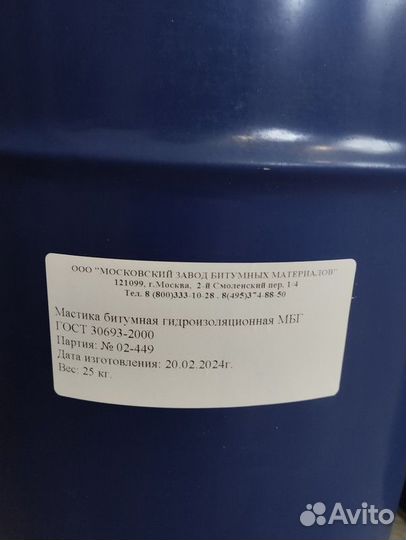 ООО "МОСКОВСКИЙ ЗАВОД БИТУМНЫХ МАТЕРИАЛОВ"
121099, г.Москва, 2-й Смоленский пер, 1/4
Тел. 8 (800)333-10-28 , 8(495)374-88-50
Мастика битумная гидроизоляционная МБГ
ГОСТ 30693-2000
Партия: № 02-449
Дата изготовления: 20.02.2024г.
Вес: 25 кг.
Avito